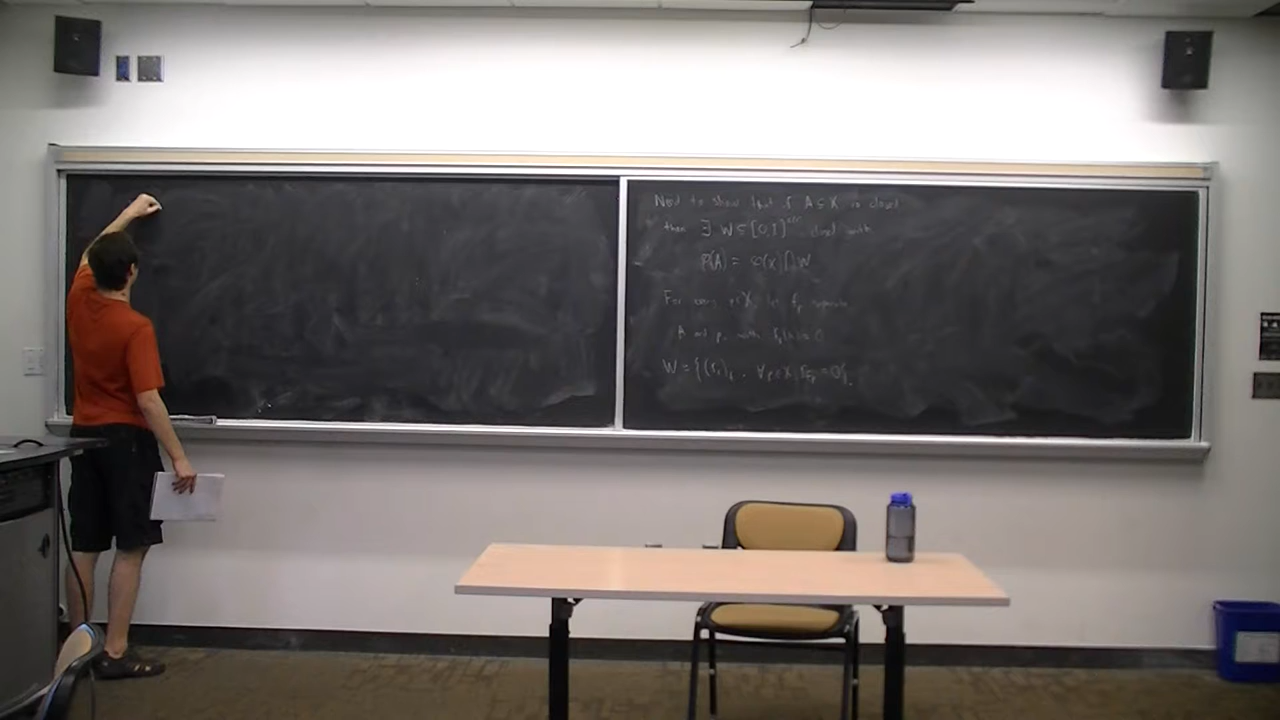 Need to show that if A ⊆ X is closed
then ∃ W ⊆ [0,1] closed with
φ(A) = φ(X) ∩ W
For every p∈X, let f_p separate
A and p, with f_p(A) = 0
W = {(r_f)_f : ∀p∈X, r_{f_p} = 0}.